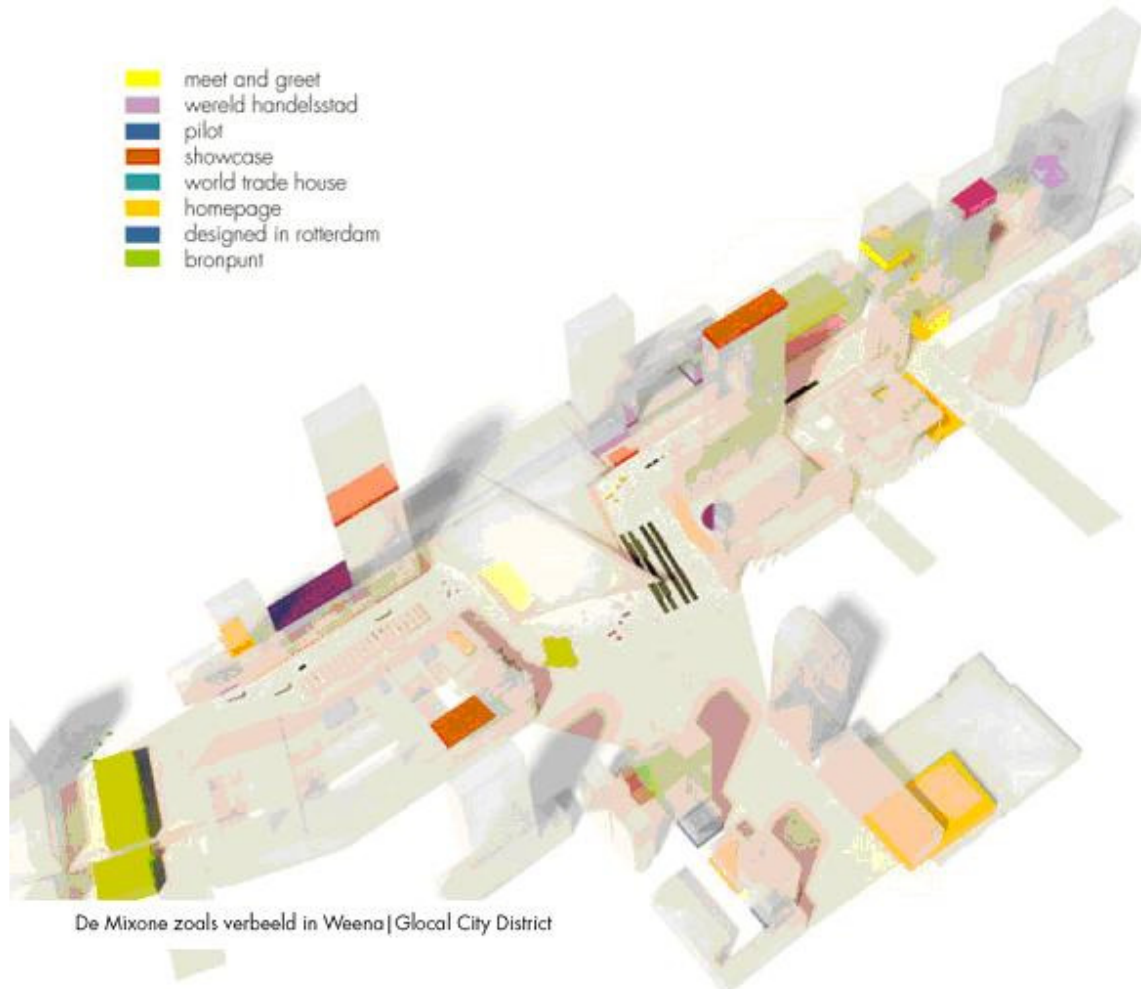 meet and greet
wereld handelsstad
pilot
showcase
world trade house
homepage
designed in rotterdam
bronpunt
De Mixone zoals verbeeld in Weena|Glocal City District